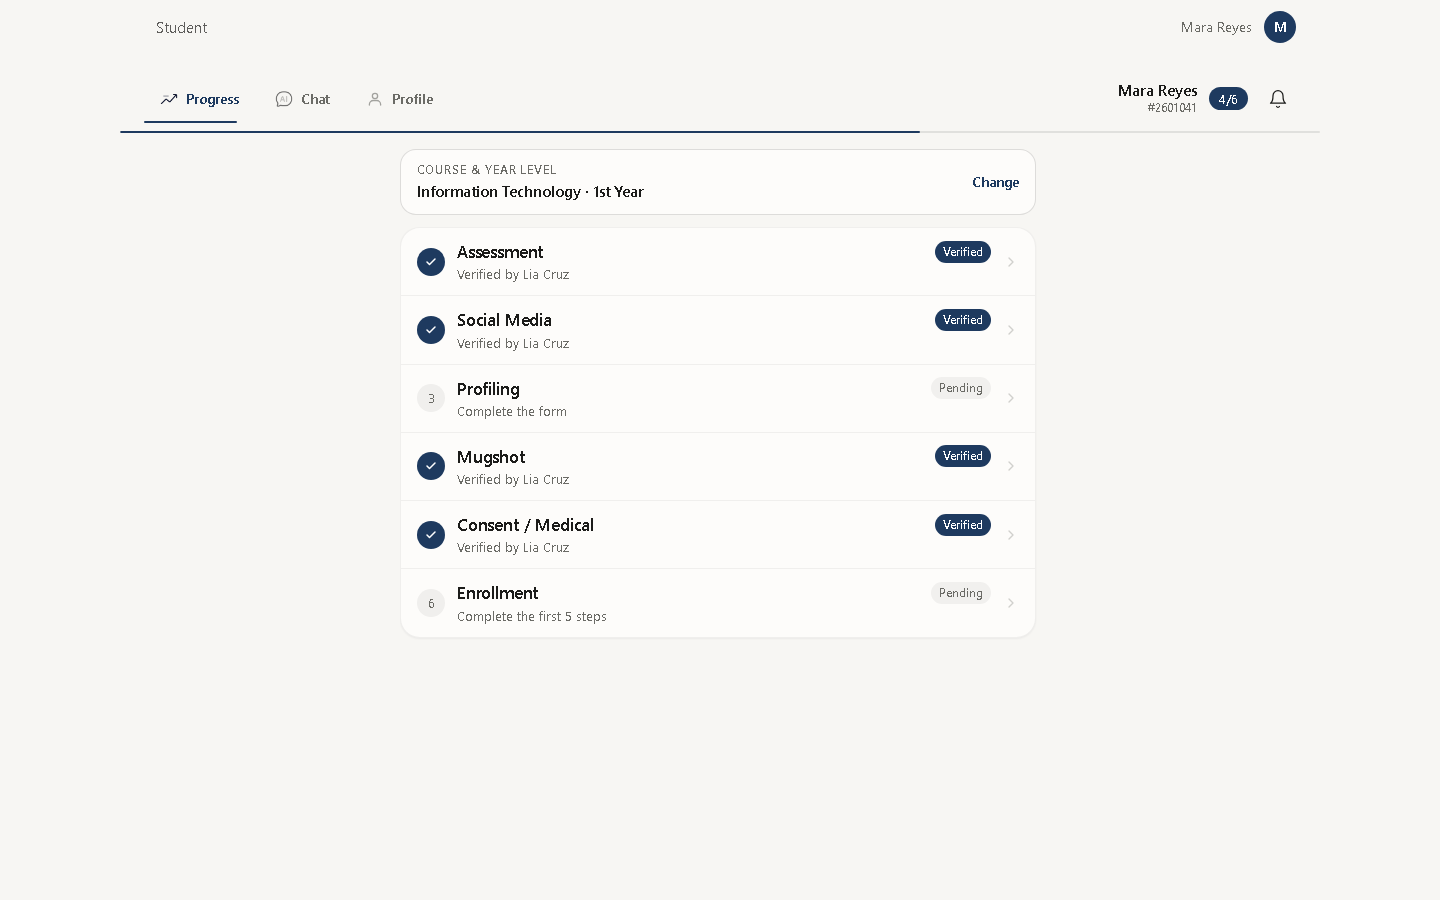 Student
Mara Reyes
M
Progress
AI
Chat
Profile
Mara Reyes
#2601041
4/6
COURSE & YEAR LEVEL
Information Technology · 1st Year
Change
Assessment
Verified
Verified by Lia Cruz
Social Media
Verified
Verified by Lia Cruz
3
Profiling
Pending
Complete the form
Mugshot
Verified
Verified by Lia Cruz
Consent / Medical
Verified
Verified by Lia Cruz
6
Enrollment
Pending
Complete the first 5 steps